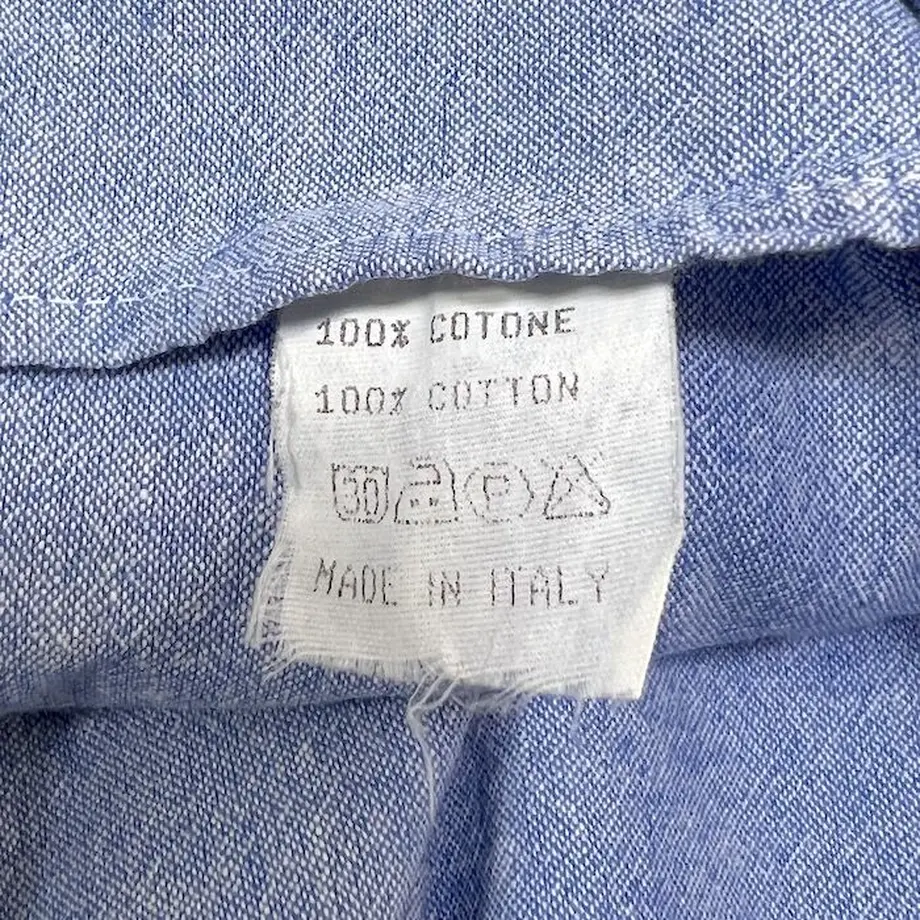 100% COTONE
100% COTTON
30 P
MADE IN ITALY